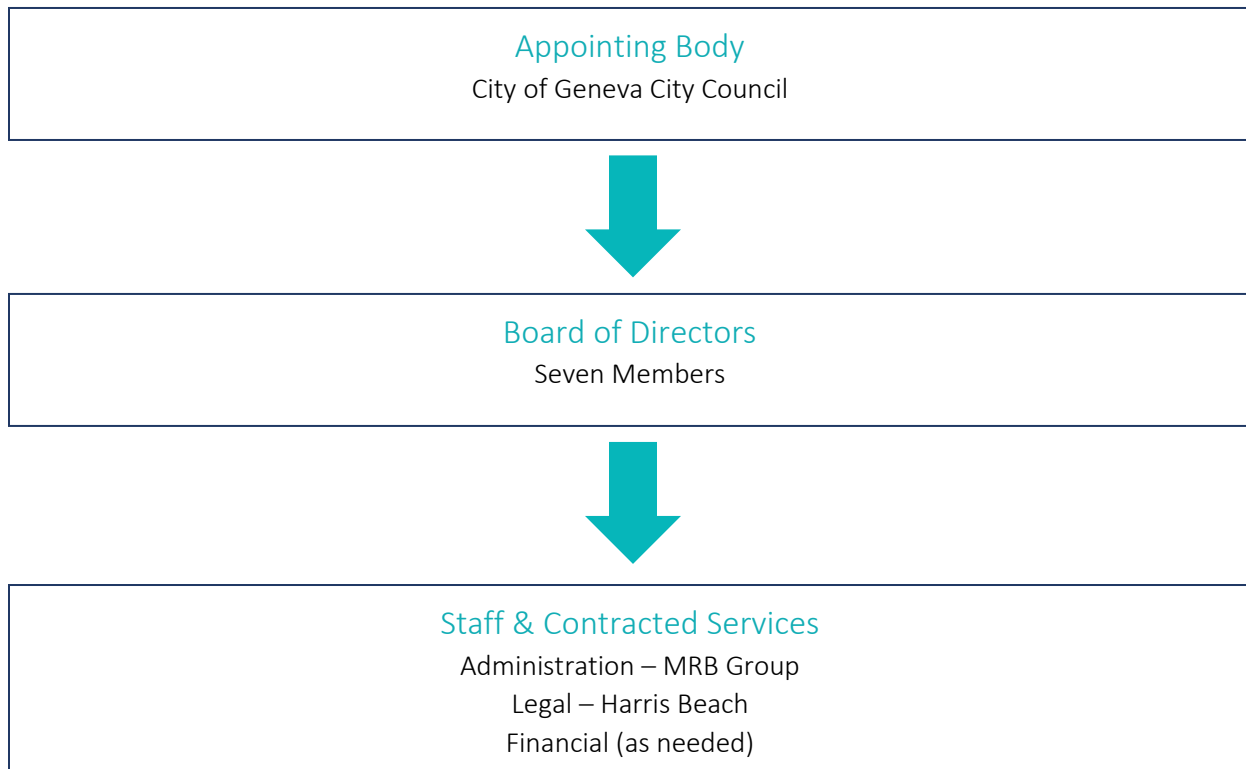 Appointing Body
City of Geneva City Council
Board of Directors
Seven Members
Staff & Contracted Services
Administration – MRB Group
Legal – Harris Beach
Financial (as needed)